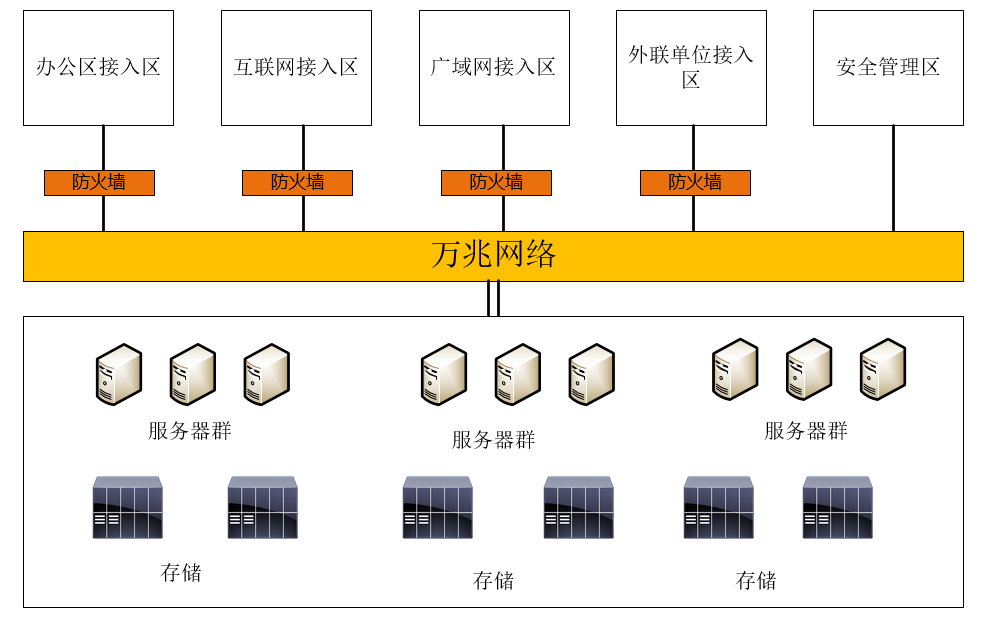 办公区接入区
互联网接入区
广域网接入区
外联单位接入
区
安全管理区
防火墙
防火墙
防火墙
防火墙
万兆网络
服务器群
服务器群
服务器群
存储
存储
存储